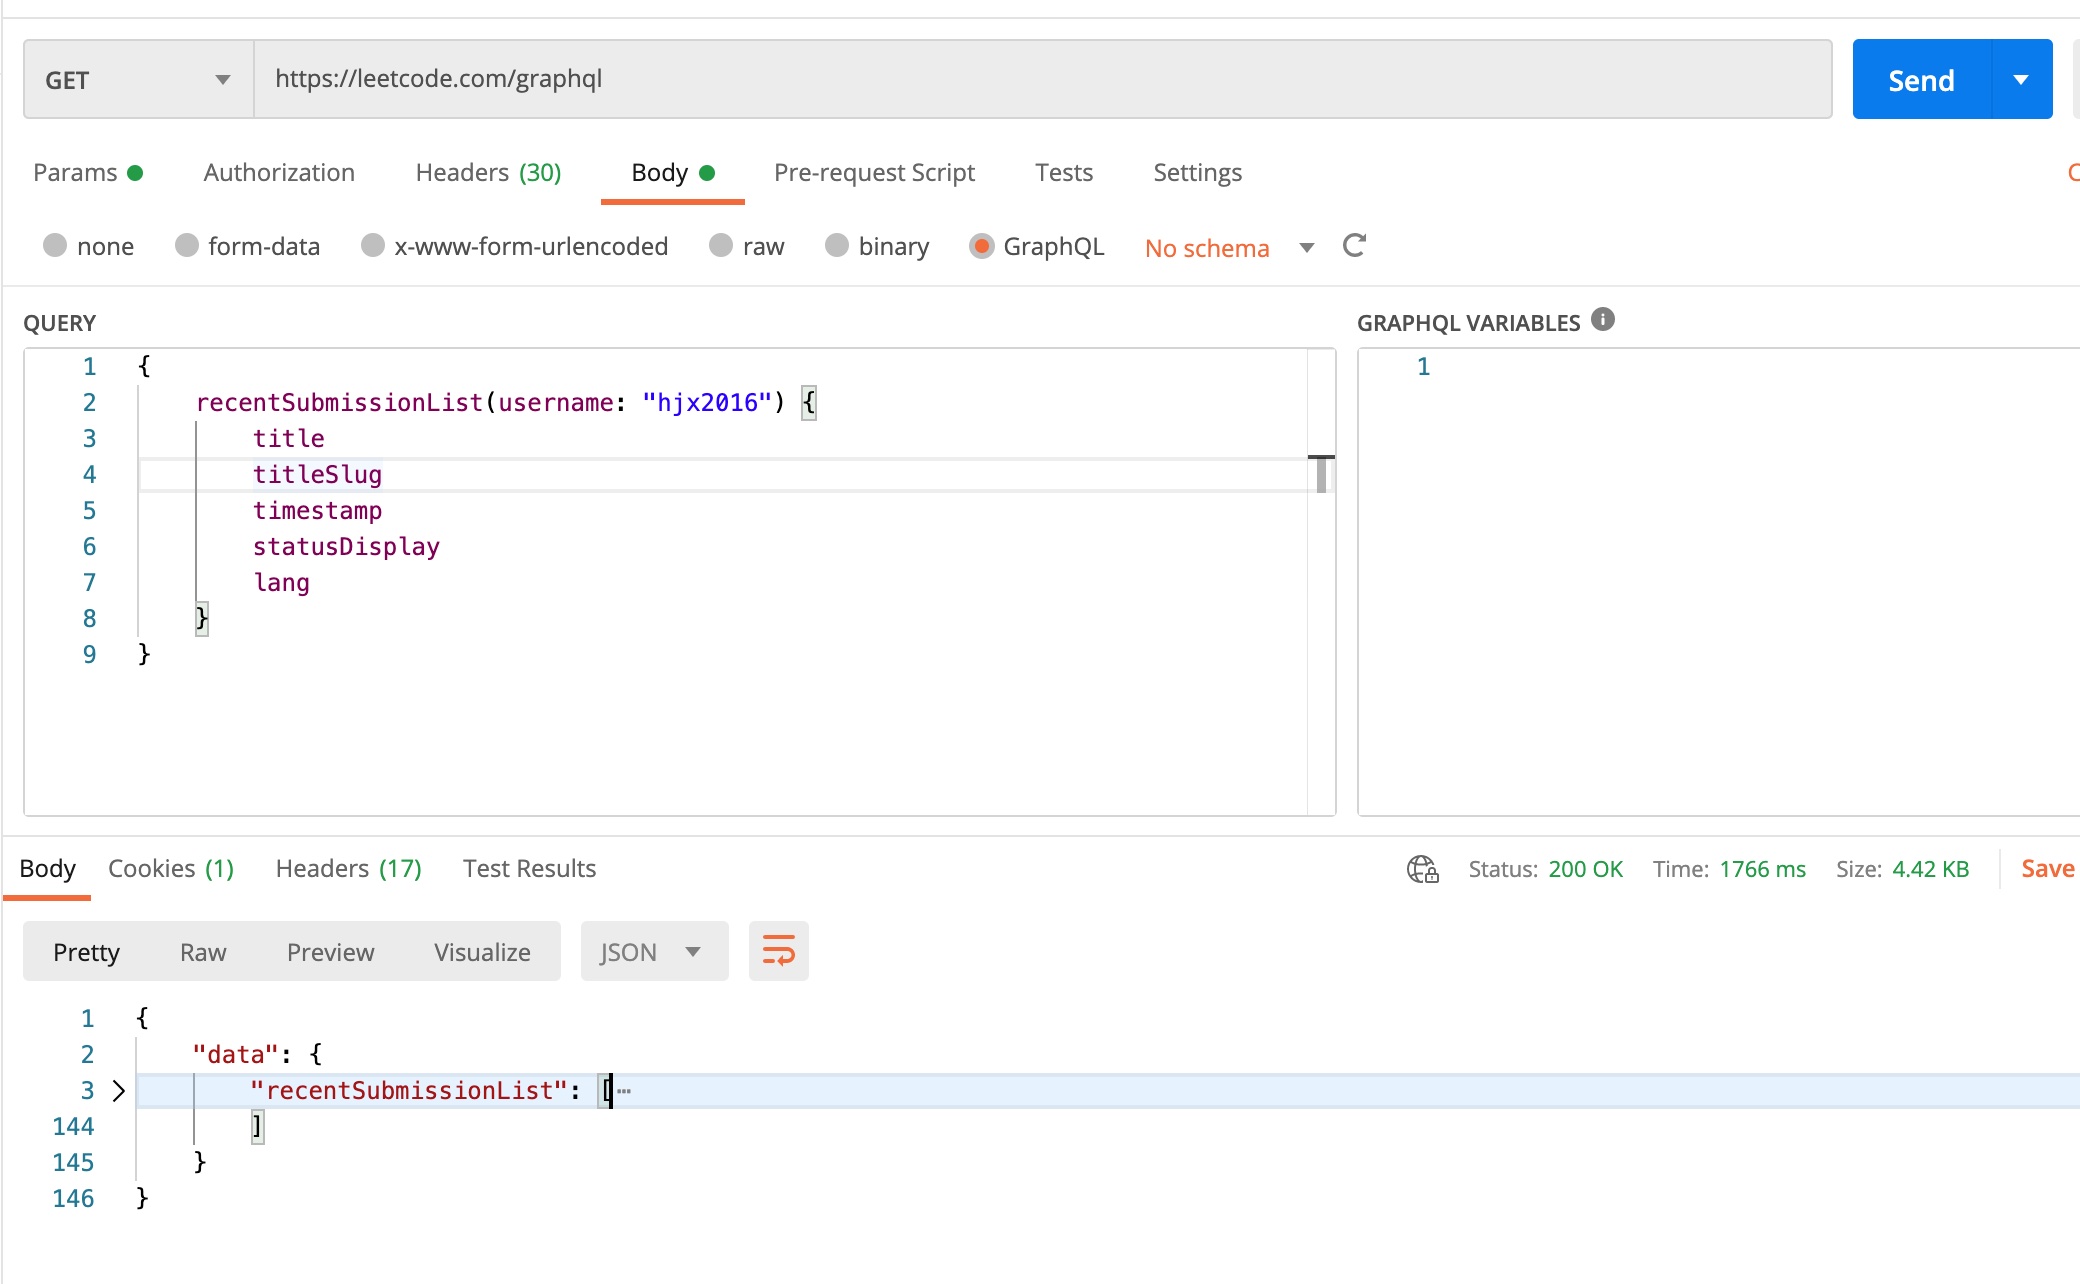 GET https://leetcode.com/graphql Send
Params Authorization Headers (30) Body Pre-request Script Tests Settings
none form-data x-www-form-urlencoded raw binary GraphQL No schema
QUERY
1 {
2 recentSubmissionList(username: "hjx2016") {
3 title
4 titleSlug
5 timestamp
6 statusDisplay
7 lang
8 }
9 }
GRAPHQL VARIABLES
1
Body Cookies (1) Headers (17) Test Results Status: 200 OK Time: 1766 ms Size: 4.42 KB Save
Pretty Raw Preview Visualize JSON
1 {
2 "data": {
3 "recentSubmissionList": [⋯
144 ]
145 }
146 }